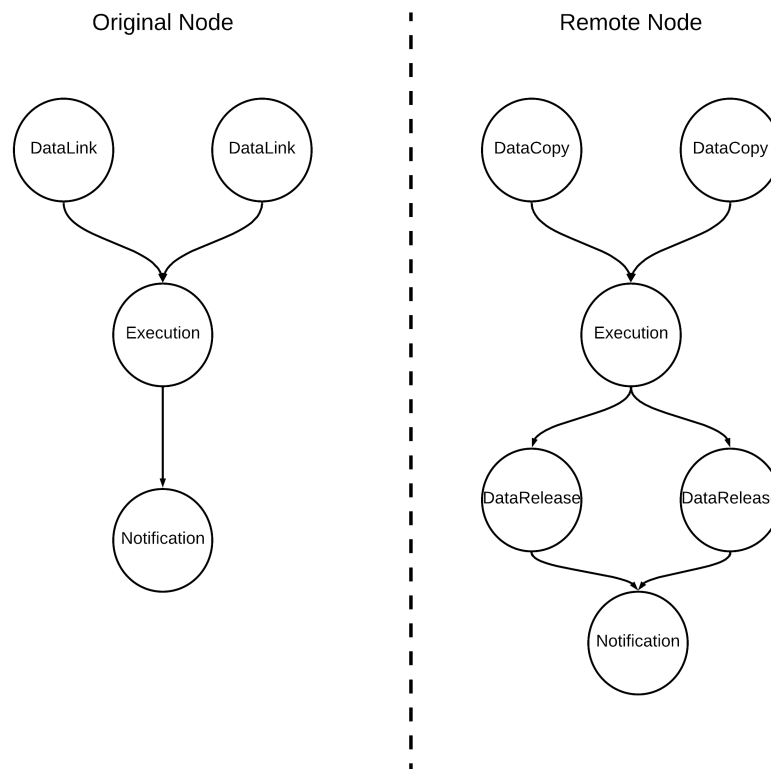 Original Node
Remote Node
DataLink
DataLink
DataCopy
DataCopy
Execution
Execution
DataRelease
DataReleas
Notification
Notification